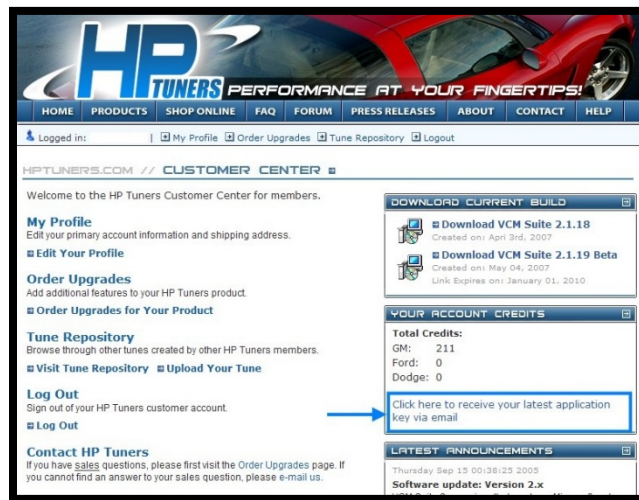 HP TUNERS PERFORMANCE AT YOUR FINGERTIPS!
HOME PRODUCTS SHOP ONLINE FAQ FORUM PRESS RELEASES ABOUT CONTACT HELP
Logged in: | My Profile Order Upgrades Tune Repository Logout
HPTUNERS.COM // CUSTOMER CENTER
Welcome to the HP Tuners Customer Center for members.
My Profile
Edit your primary account information and shipping address.
Edit Your Profile
Order Upgrades
Add additional features to your HP Tuners product.
Order Upgrades for Your Product
Tune Repository
Browse through other tunes created by other HP Tuners members.
Visit Tune Repository Upload Your Tune
Log Out
Sign out of your HP Tuners customer account.
Log Out
Contact HP Tuners
If you have sales questions, please first visit the Order Upgrades page. If
you cannot find an answer to your sales question, please e-mail us.
DOWNLOAD CURRENT BUILD
Download VCM Suite 2.1.18
Created on: Apri 3rd, 2007
Download VCM Suite 2.1.19 Beta
Created on: May 04, 2007
Link Expires on: January 01, 2010
YOUR ACCOUNT CREDITS
Total Credits:
GM: 211
Ford: 0
Dodge: 0
Click here to receive your latest application
key via email
LATEST ANNOUNCEMENTS
Thursday Sep 15 00:38:25 2005
Software update: Version 2.x